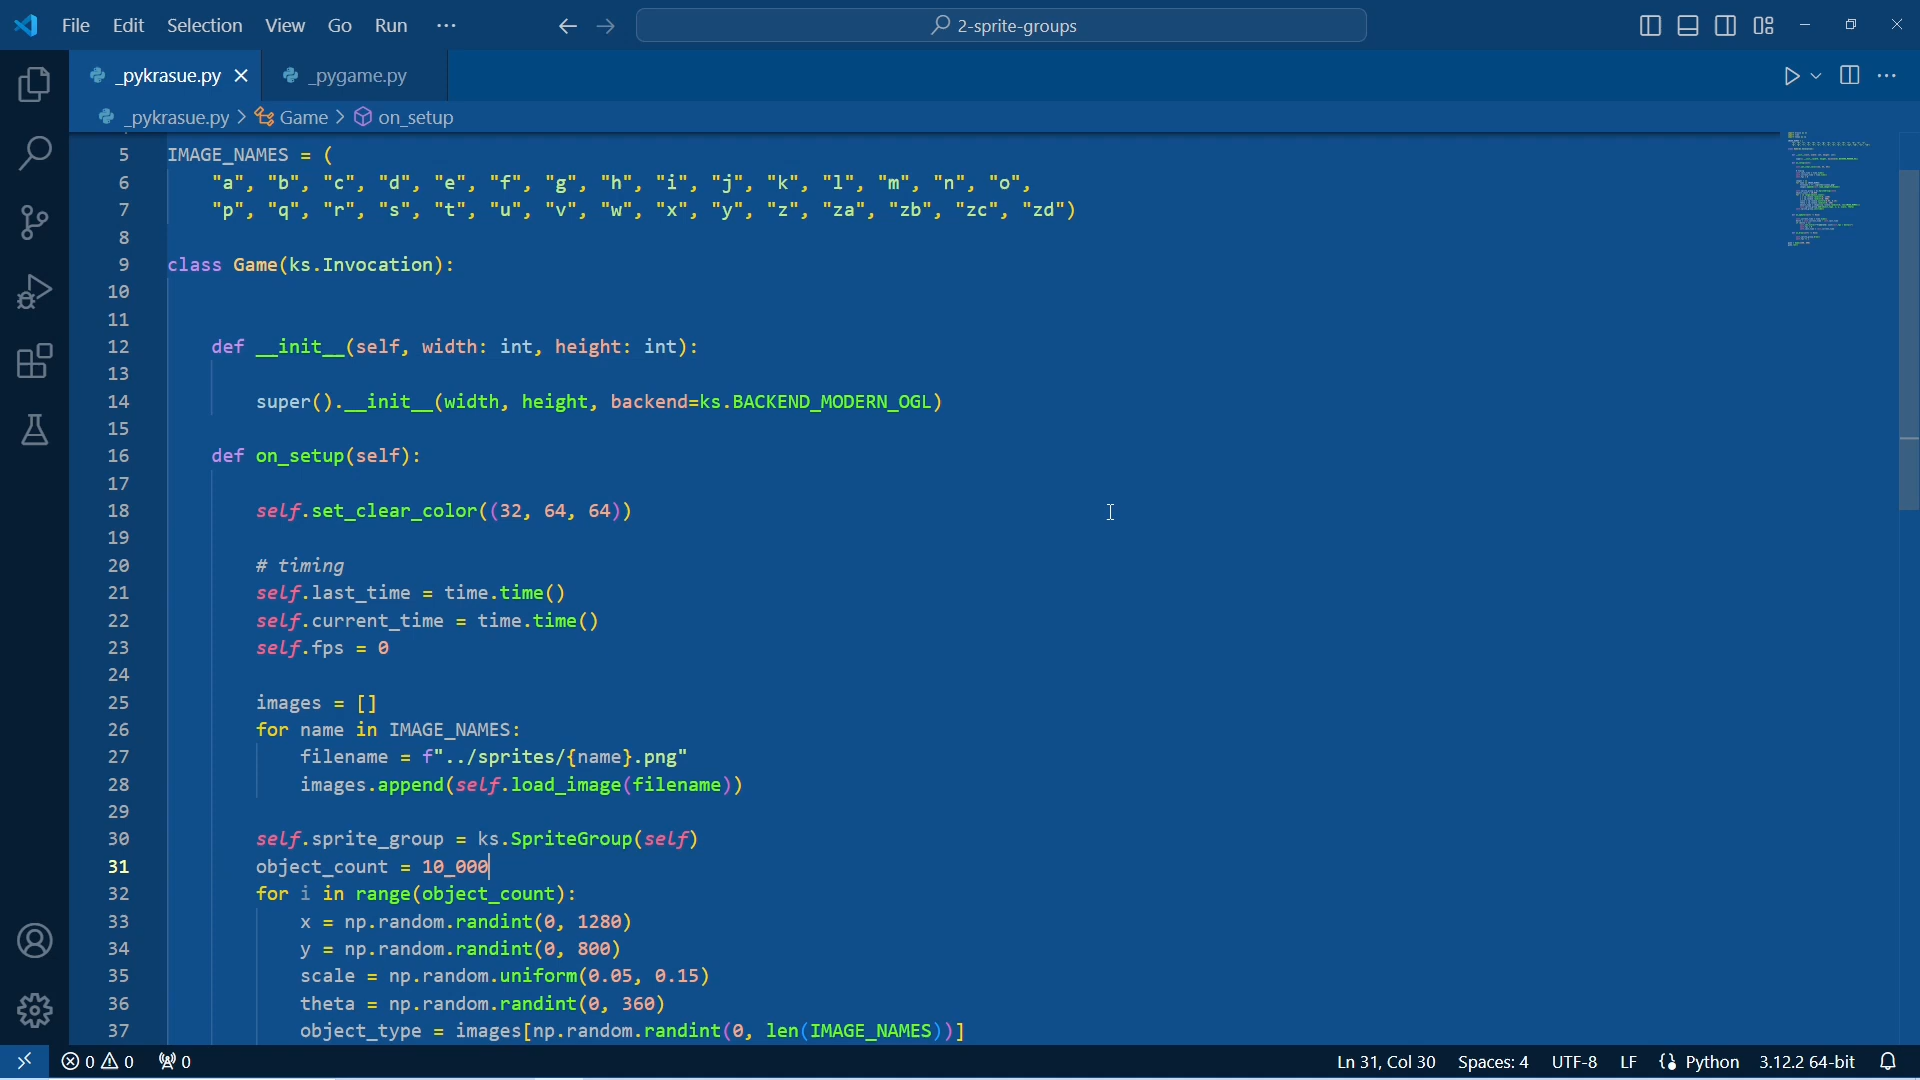 File Edit Selection View Go Run ···
2-sprite-groups
_pykrasue.py _pygame.py
_pykrasue.py > Game > on_setup
5 IMAGE_NAMES = (
6 "a", "b", "c", "d", "e", "f", "g", "h", "i", "j", "k", "l", "m", "n", "o",
7 "p", "q", "r", "s", "t", "u", "v", "w", "x", "y", "z", "za", "zb", "zc", "zd")
8
9 class Game(ks.Invocation):
10
11
12 def __init__(self, width: int, height: int):
13
14 super().__init__(width, height, backend=ks.BACKEND_MODERN_OGL)
15
16 def on_setup(self):
17
18 self.set_clear_color((32, 64, 64))
19
20 # timing
21 self.last_time = time.time()
22 self.current_time = time.time()
23 self.fps = 0
24
25 images = []
26 for name in IMAGE_NAMES:
27 filename = f"../sprites/{name}.png"
28 images.append(self.load_image(filename))
29
30 self.sprite_group = ks.SpriteGroup(self)
31 object_count = 10_000
32 for i in range(object_count):
33 x = np.random.randint(0, 1280)
34 y = np.random.randint(0, 800)
35 scale = np.random.uniform(0.05, 0.15)
36 theta = np.random.randint(0, 360)
37 object_type = images[np.random.randint(0, len(IMAGE_NAMES))]
0 0 0 Ln 31, Col 30 Spaces: 4 UTF-8 LF Python 3.12.2 64-bit